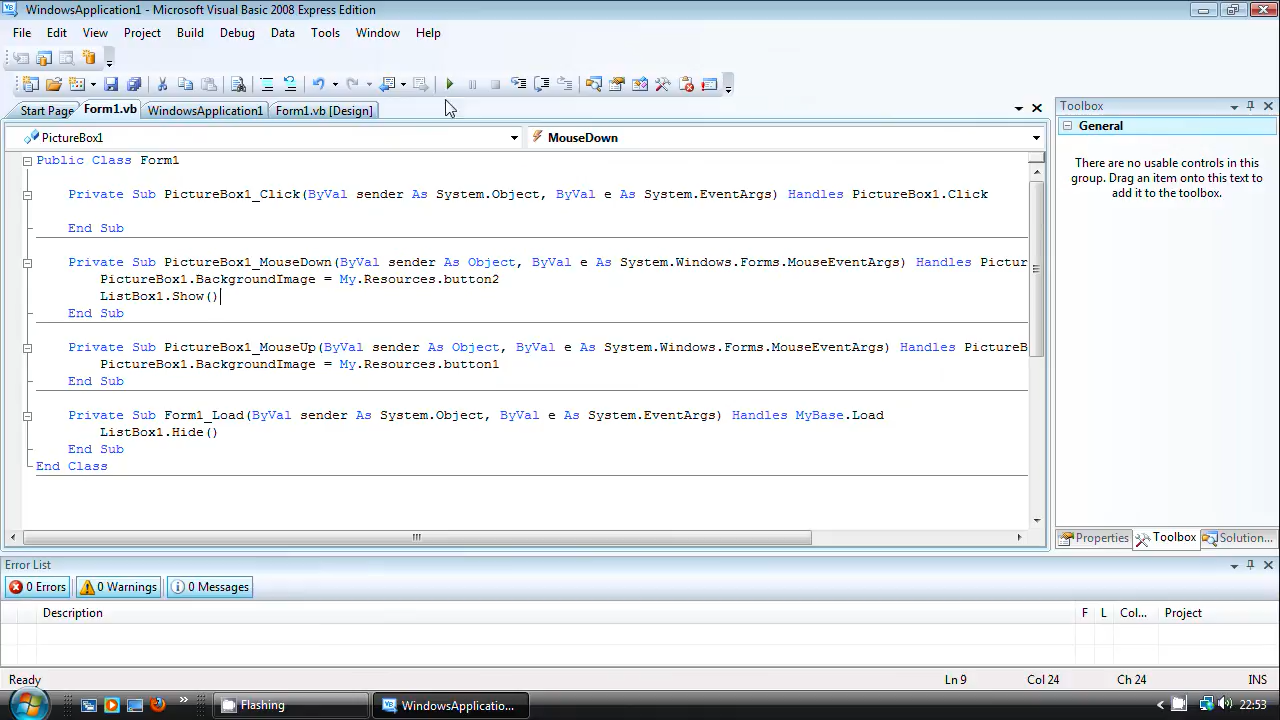 WindowsApplication1 - Microsoft Visual Basic 2008 Express Edition
File Edit View Project Build Debug Data Tools Window Help
Start Page Form1.vb WindowsApplication1 Form1.vb [Design]
PictureBox1 MouseDown
Public Class Form1
Private Sub PictureBox1_Click(ByVal sender As System.Object, ByVal e As System.EventArgs) Handles PictureBox1.Click
End Sub
Private Sub PictureBox1_MouseDown(ByVal sender As Object, ByVal e As System.Windows.Forms.MouseEventArgs) Handles Pictur
PictureBox1.BackgroundImage = My.Resources.button2
ListBox1.Show()
End Sub
Private Sub PictureBox1_MouseUp(ByVal sender As Object, ByVal e As System.Windows.Forms.MouseEventArgs) Handles PictureB
PictureBox1.BackgroundImage = My.Resources.button1
End Sub
Private Sub Form1_Load(ByVal sender As System.Object, ByVal e As System.EventArgs) Handles MyBase.Load
ListBox1.Hide()
End Sub
End Class
Toolbox
General
There are no usable controls in this
group. Drag an item onto this text to
add it to the toolbox.
Properties Toolbox Solution...
Error List
0 Errors 0 Warnings 0 Messages
Description F L Col... Project
Ready Ln 9 Col 24 Ch 24 INS
Flashing WindowsApplicatio... 22:53